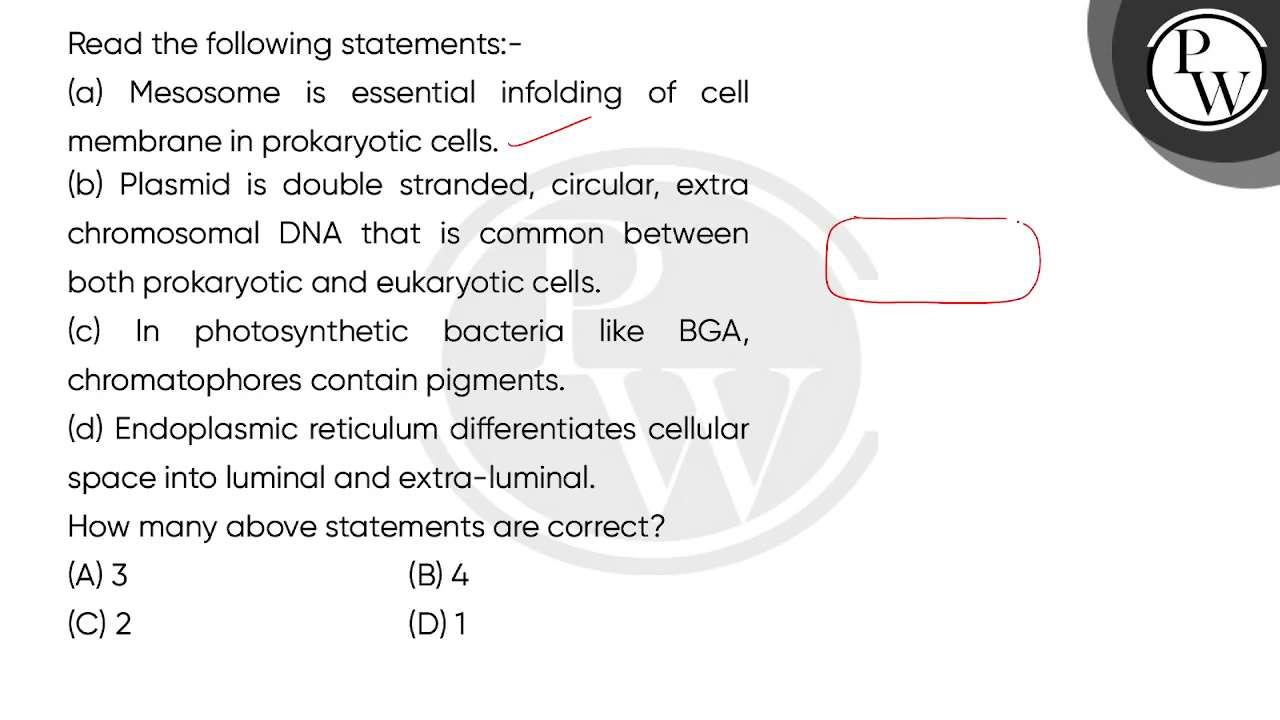 Read the following statements:-
(a) Mesosome is essential infolding of cell
membrane in prokaryotic cells.
(b) Plasmid is double stranded, circular, extra
chromosomal DNA that is common between
both prokaryotic and eukaryotic cells.
(c) In photosynthetic bacteria like BGA,
chromatophores contain pigments.
(d) Endoplasmic reticulum differentiates cellular
space into luminal and extra-luminal.
How many above statements are correct?
(A) 3 (B) 4
(C) 2 (D) 1
PW
PW